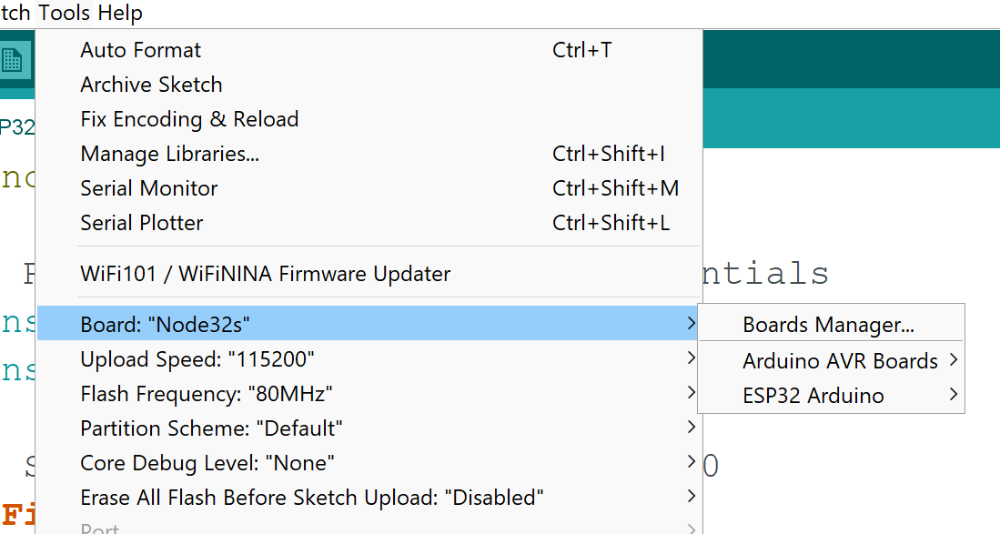 tch Tools Help
Auto Format Ctrl+T
Archive Sketch
P32
Fix Encoding & Reload
Manage Libraries... Ctrl+Shift+I
Serial Monitor Ctrl+Shift+M
Serial Plotter Ctrl+Shift+L
WiFi101 / WiFiNINA Firmware Updater
ntials
Board: "Node32s"
Boards Manager...
Upload Speed: "115200"
Arduino AVR Boards
Flash Frequency: "80MHz"
ESP32 Arduino
Partition Scheme: "Default"
Core Debug Level: "None"
0
Erase All Flash Before Sketch Upload: "Disabled"
Fi
Port